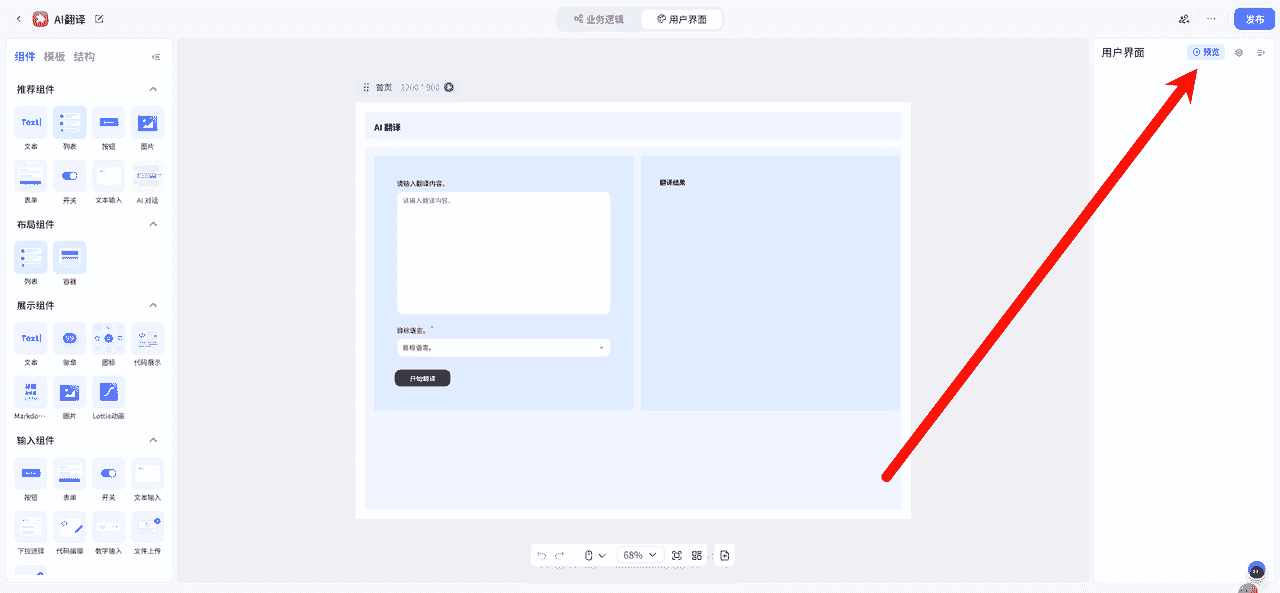 AI翻译
业务逻辑
用户界面
发布
组件 模板 结构
推荐组件
Text
文本 列表 按钮 图片
表单 开关 文本输入 AI 对话
布局组件
列表 容器
展示组件
Text
文本 徽章 图标 代码展示
Markdo··· 图片 Lottie动画
输入组件
按钮 表单 开关 文本输入
下拉选择 代码编辑 数字输入 文件上传
首页
AI 翻译
请输入翻译内容。
请输入翻译内容。
目标语言。 *
目标语言。
开始翻译
翻译结果
68%
用户界面
预览